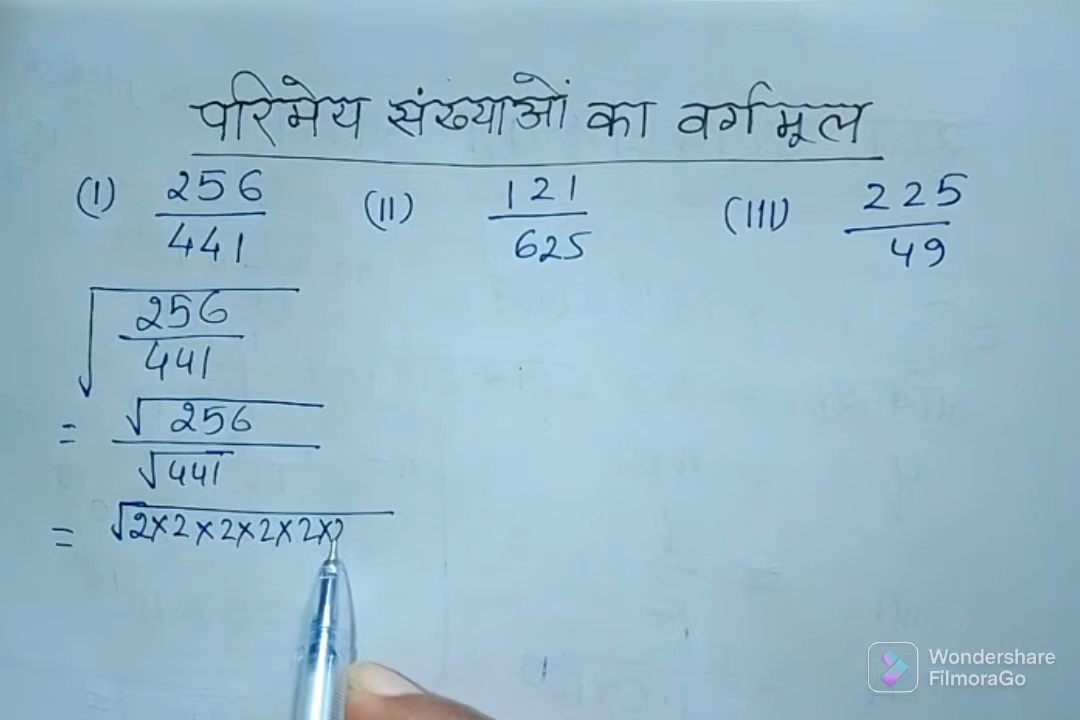 परिमेय संख्याओं का वर्गमूल
(I) 256/441 (II) 121/625 (III) 225/49
√(256/441)
= √256/√441
= √2×2×2×2×2×2
Wondershare
FilmoraGo